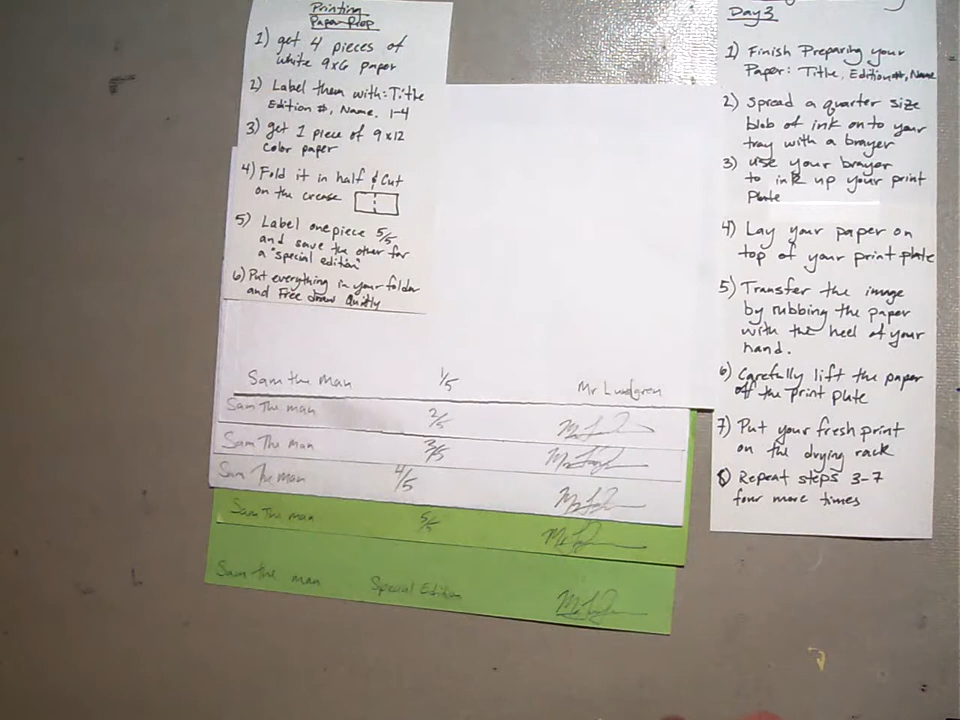 Printing
Paper Prep
1) get 4 pieces of
white 9x6 paper
2) Label them with: Title
Edition #, Name. 1-4
3) get 1 piece of 9x12
Color paper
4) Fold it in half & Cut
on the crease
5) Label one piece 5/5
and save the other for
a "special edition"
6) Put everything in your folder
and Free draw Quietly
Day 3
1) Finish Preparing your
Paper: Title, Edition #, Name
2) Spread a quarter size
blob of ink onto your
tray with a brayer
3) use your brayer
to ink up your print
Plate
4) Lay your paper on
top of your print plate
5) Transfer the image
by rubbing the paper
with the heel of your
hand.
6) Carefully lift the paper
off the print plate
7) Put your fresh print
on the drying rack
8) Repeat steps 3-7
four more times
Sam the Man 1/5 Mr Lundgren
Sam The man 2/5
Sam The Man 3/5
Sam The Man 4/5
Sam The man 5/5
Sam the man Special Edition